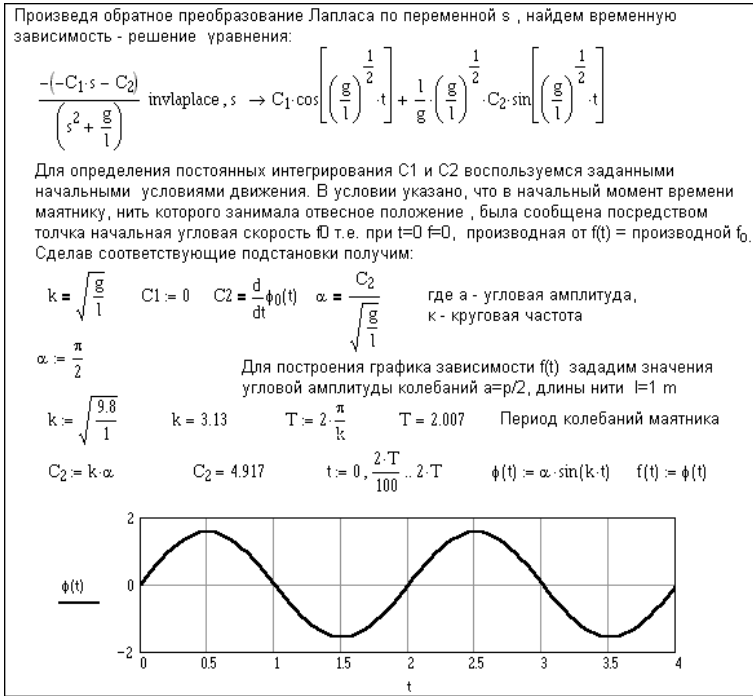 Произведя обратное преобразование Лапласа по переменной s , найдем временную
зависимость - решение уравнения:
-(-C₁·s − C₂) / (s² + g/l) invlaplace , s → C₁·cos[(g/l)^(1/2)·t] + l/g·(g/l)^(1/2)·C₂·sin[(g/l)^(1/2)·t]
Для определения постоянных интегрирования С1 и С2 воспользуемся заданными
начальными условиями движения. В условии указано, что в начальный момент времени
маятнику, нить которого занимала отвесное положение , была сообщена посредством
толчка начальная угловая скорость f0 т.е. при t=0 f=0, производная от f(t) = производной f₀.
Сделав соответствующие подстановки получим:
k = √(g/l) C1 := 0 C2 = d/dt ϕ₀(t) α = C₂/√(g/l) где a - угловая амплитуда,
к - круговая частота
α := π/2
Для построения графика зависимости f(t) зададим значения
угловой амплитуды колебаний a=p/2, длины нити l=1 m
k := √(9.8/1) k = 3.13 T := 2·π/k T = 2.007 Период колебаний маятника
C₂ := k·α C₂ = 4.917 t := 0 , 2·T/100 .. 2·T ϕ(t) := α·sin(k·t) f(t) := ϕ(t)
2
ϕ(t)
0
−2
0 0.5 1 1.5 2 2.5 3 3.5 4
t